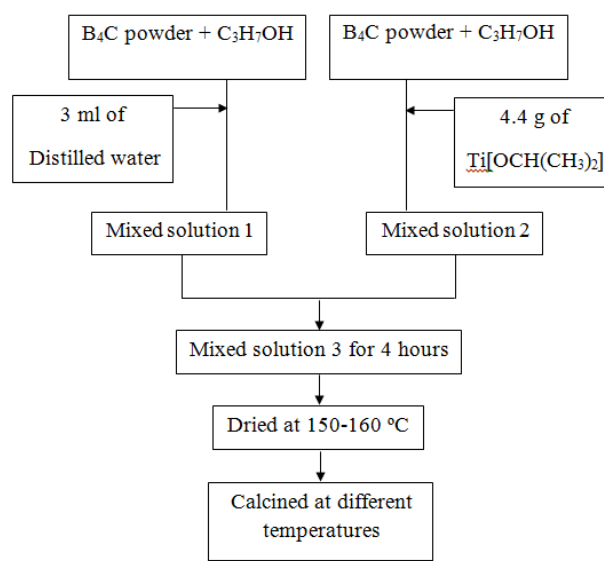 B₄C powder + C₃H₇OH
B₄C powder + C₃H₇OH
3 ml of
Distilled water
4.4 g of
Ti[OCH(CH₃)₂]
Mixed solution 1
Mixed solution 2
Mixed solution 3 for 4 hours
Dried at 150-160 ºC
Calcined at different
temperatures